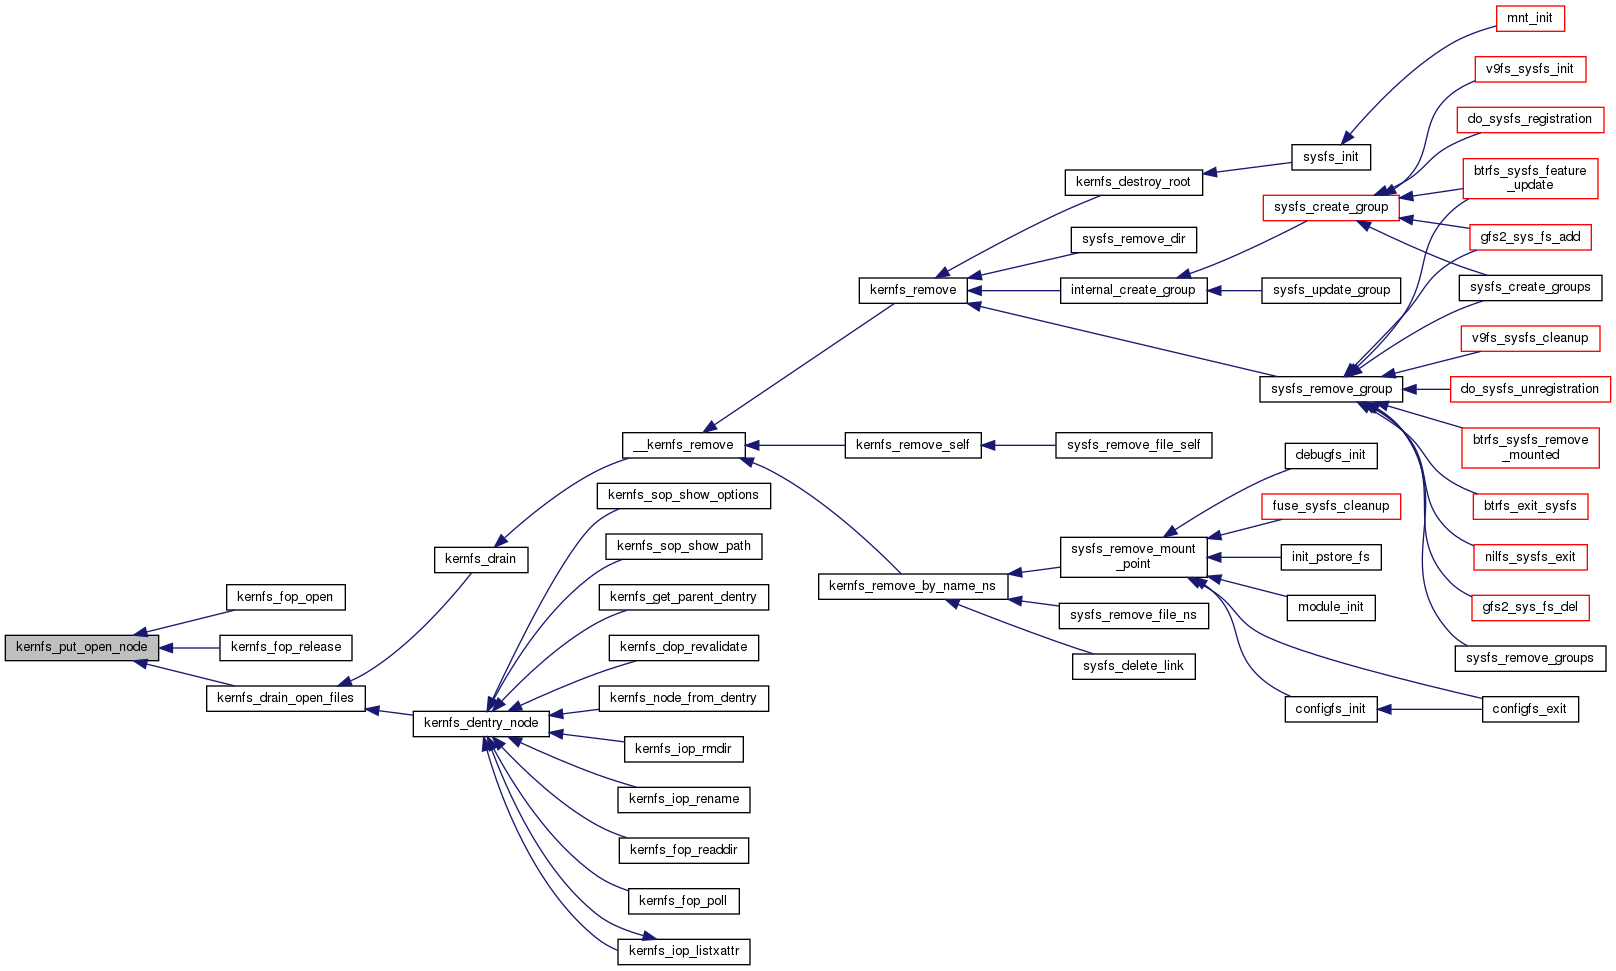 mnt_init
v9fs_sysfs_init
do_sysfs_registration
sysfs_init
btrfs_sysfs_feature
_update
kernfs_destroy_root
sysfs_create_group
sysfs_remove_dir
gfs2_sys_fs_add
kernfs_remove
internal_create_group
sysfs_update_group
sysfs_create_groups
v9fs_sysfs_cleanup
sysfs_remove_group
do_sysfs_unregistration
__kernfs_remove
kernfs_remove_self
sysfs_remove_file_self
btrfs_sysfs_remove
_mounted
debugfs_init
kernfs_sop_show_options
fuse_sysfs_cleanup
btrfs_exit_sysfs
kernfs_sop_show_path
kernfs_drain
sysfs_remove_mount
_point
init_pstore_fs
nilfs_sysfs_exit
kernfs_fop_open
kernfs_get_parent_dentry
kernfs_remove_by_name_ns
module_init
gfs2_sys_fs_del
sysfs_remove_file_ns
kernfs_put_open_node
kernfs_fop_release
kernfs_dop_revalidate
sysfs_delete_link
sysfs_remove_groups
kernfs_drain_open_files
kernfs_node_from_dentry
configfs_init
configfs_exit
kernfs_dentry_node
kernfs_iop_rmdir
kernfs_iop_rename
kernfs_fop_readdir
kernfs_fop_poll
kernfs_iop_listxattr